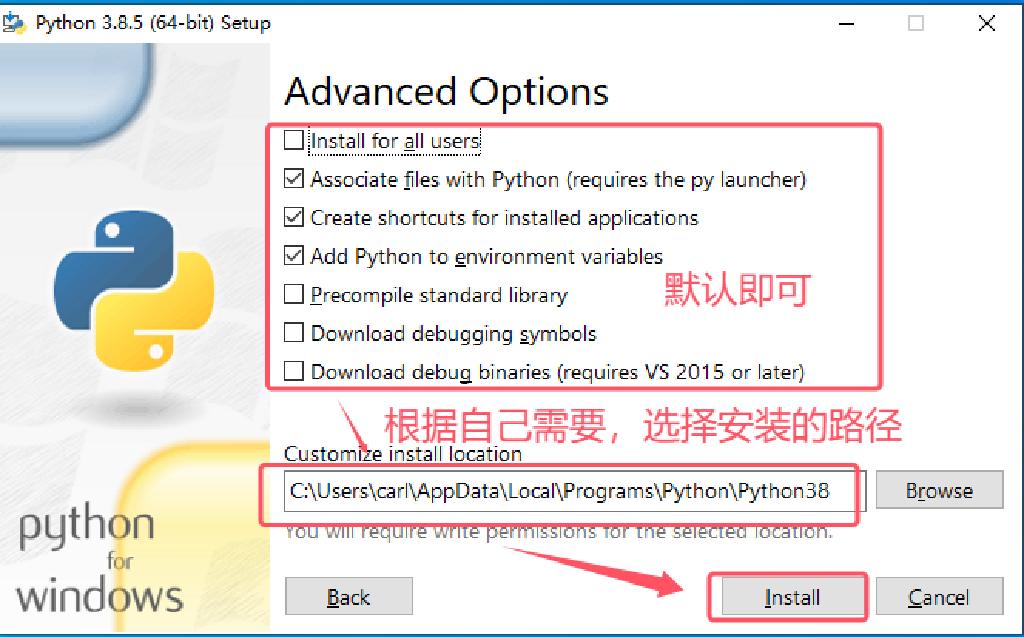 Python 3.8.5 (64-bit) Setup
Advanced Options
Install for all users
Associate files with Python (requires the py launcher)
Create shortcuts for installed applications
Add Python to environment variables
默认即可
Precompile standard library
Download debugging symbols
Download debug binaries (requires VS 2015 or later)
根据自己需要，选择安装的路径
Customize install location
C:\Users\carl\AppData\Local\Programs\Python\Python38
Browse
You will require write permissions for the selected location.
python
for
windows
Back
Install
Cancel